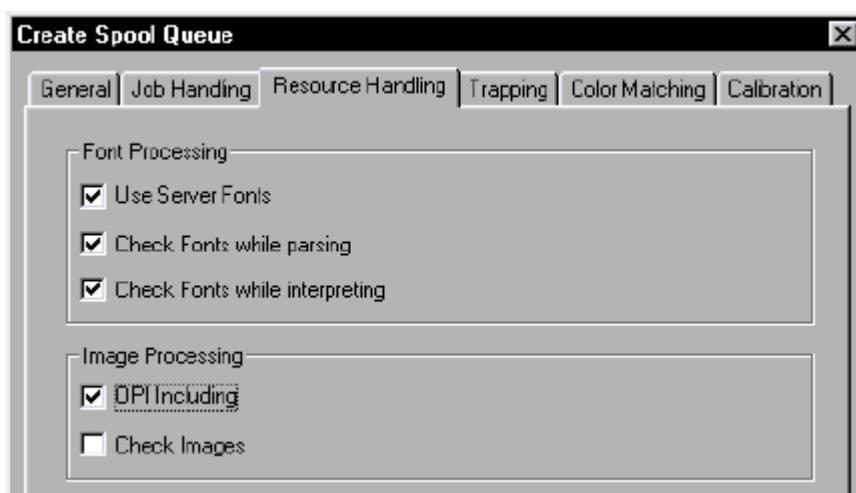 Create Spool Queue
General Job Handling Resource Handling Trapping Color Matching Calibration
Font Processing
Use Server Fonts
Check Fonts while parsing
Check Fonts while interpreting
Image Processing
OPI Including
Check Images